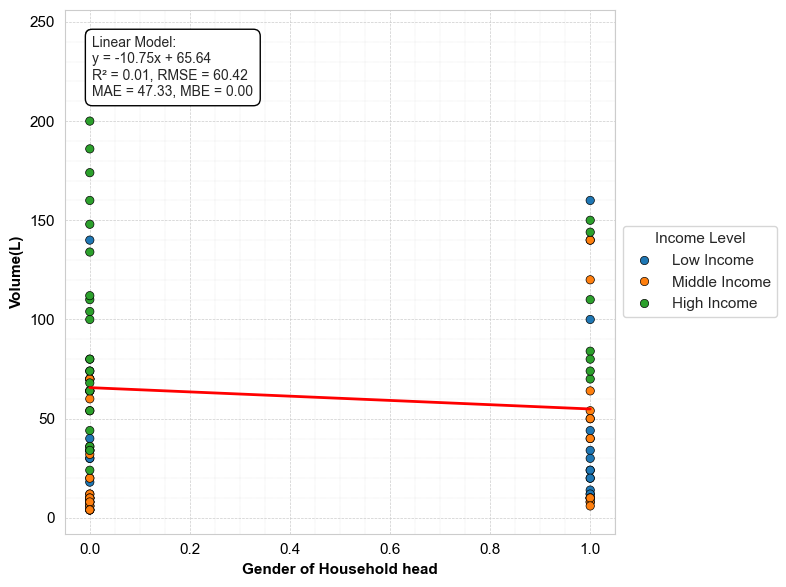 250
200
150
100
50
0
Volume(L)
Linear Model:
y = -10.75x + 65.64
R² = 0.01, RMSE = 60.42
MAE = 47.33, MBE = 0.00
Income Level
Low Income
Middle Income
High Income
0.0 0.2 0.4 0.6 0.8 1.0
Gender of Household head